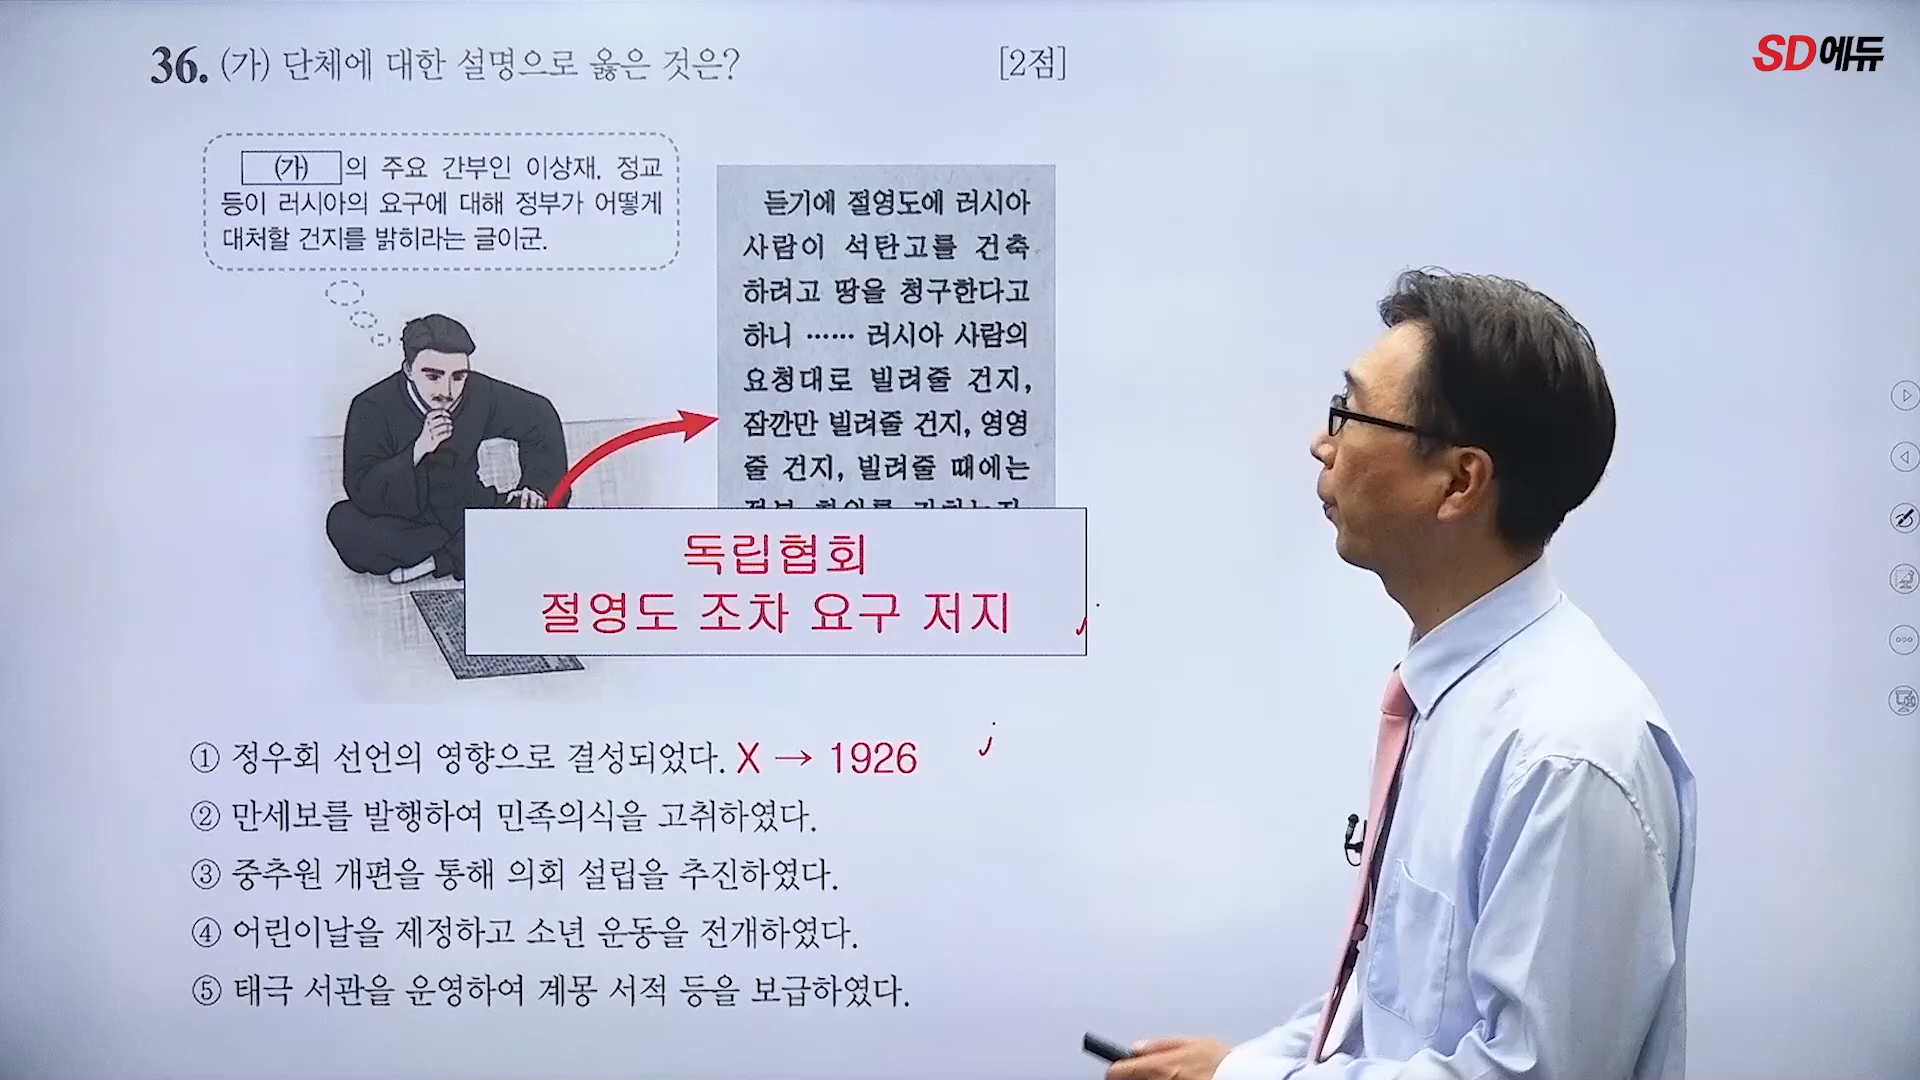 SD에듀
36. (가) 단체에 대한 설명으로 옳은 것은? [2점]
(가) 의 주요 간부인 이상재, 정교
등이 러시아의 요구에 대해 정부가 어떻게
대처할 건지를 밝히라는 글이군.
듣기에 절영도에 러시아
사람이 석탄고를 건축
하려고 땅을 청구한다고
하니 …… 러시아 사람의
요청대로 빌려줄 건지,
잠깐만 빌려줄 건지, 영영
줄 건지, 빌려줄 때에는
독립협회
절영도 조차 요구 저지
① 정우회 선언의 영향으로 결성되었다. X → 1926
② 만세보를 발행하여 민족의식을 고취하였다.
③ 중추원 개편을 통해 의회 설립을 추진하였다.
④ 어린이날을 제정하고 소년 운동을 전개하였다.
⑤ 태극 서관을 운영하여 계몽 서적 등을 보급하였다.